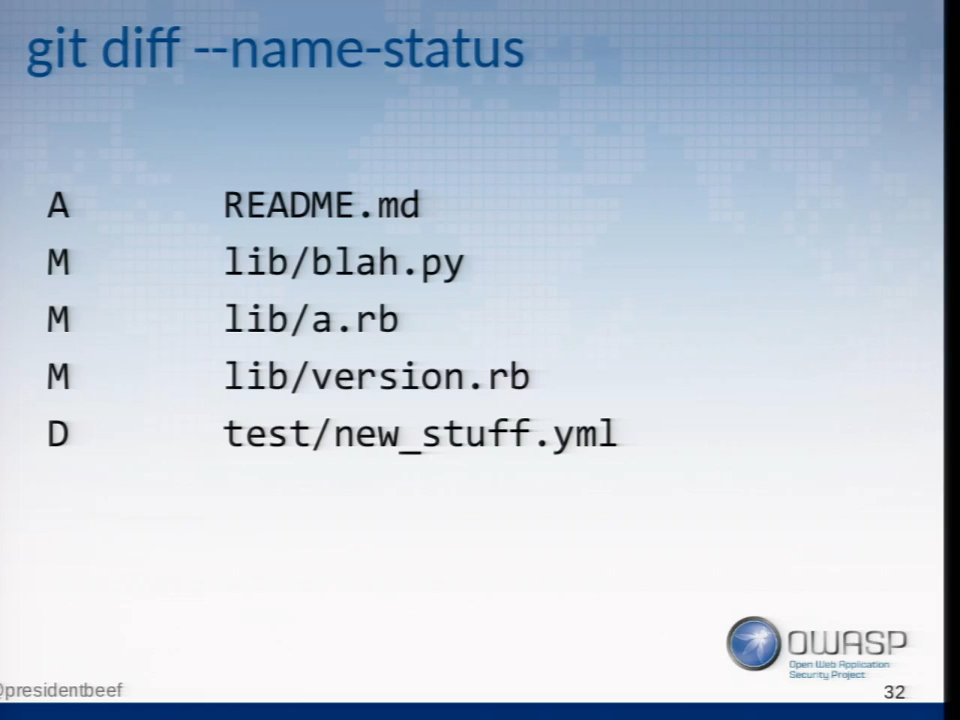 git diff --name-status
A README.md
M lib/blah.py
M lib/a.rb
M lib/version.rb
D test/new_stuff.yml
OWASP
Open Web Application
Security Project
@presidentbeef
32